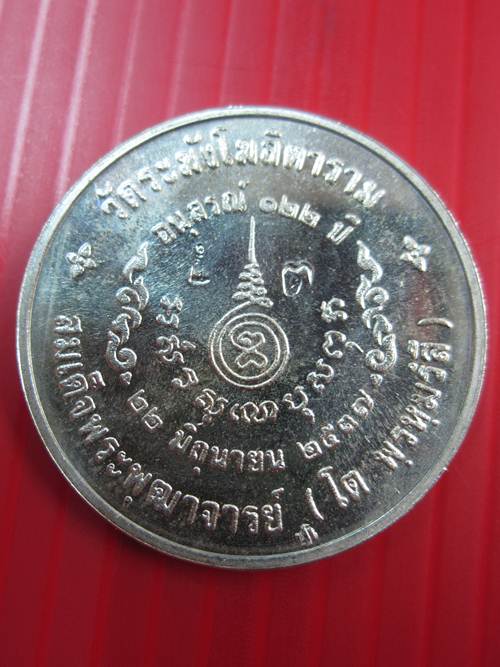 วัดระฆังโฆสิตาราม
อนุสรณ์ ๑๒๒ ปี
๒๒ มิถุนายน ๒๕๓๗
สมเด็จพระพุฒาจารย์ (โต พฺรหฺมรํสี)